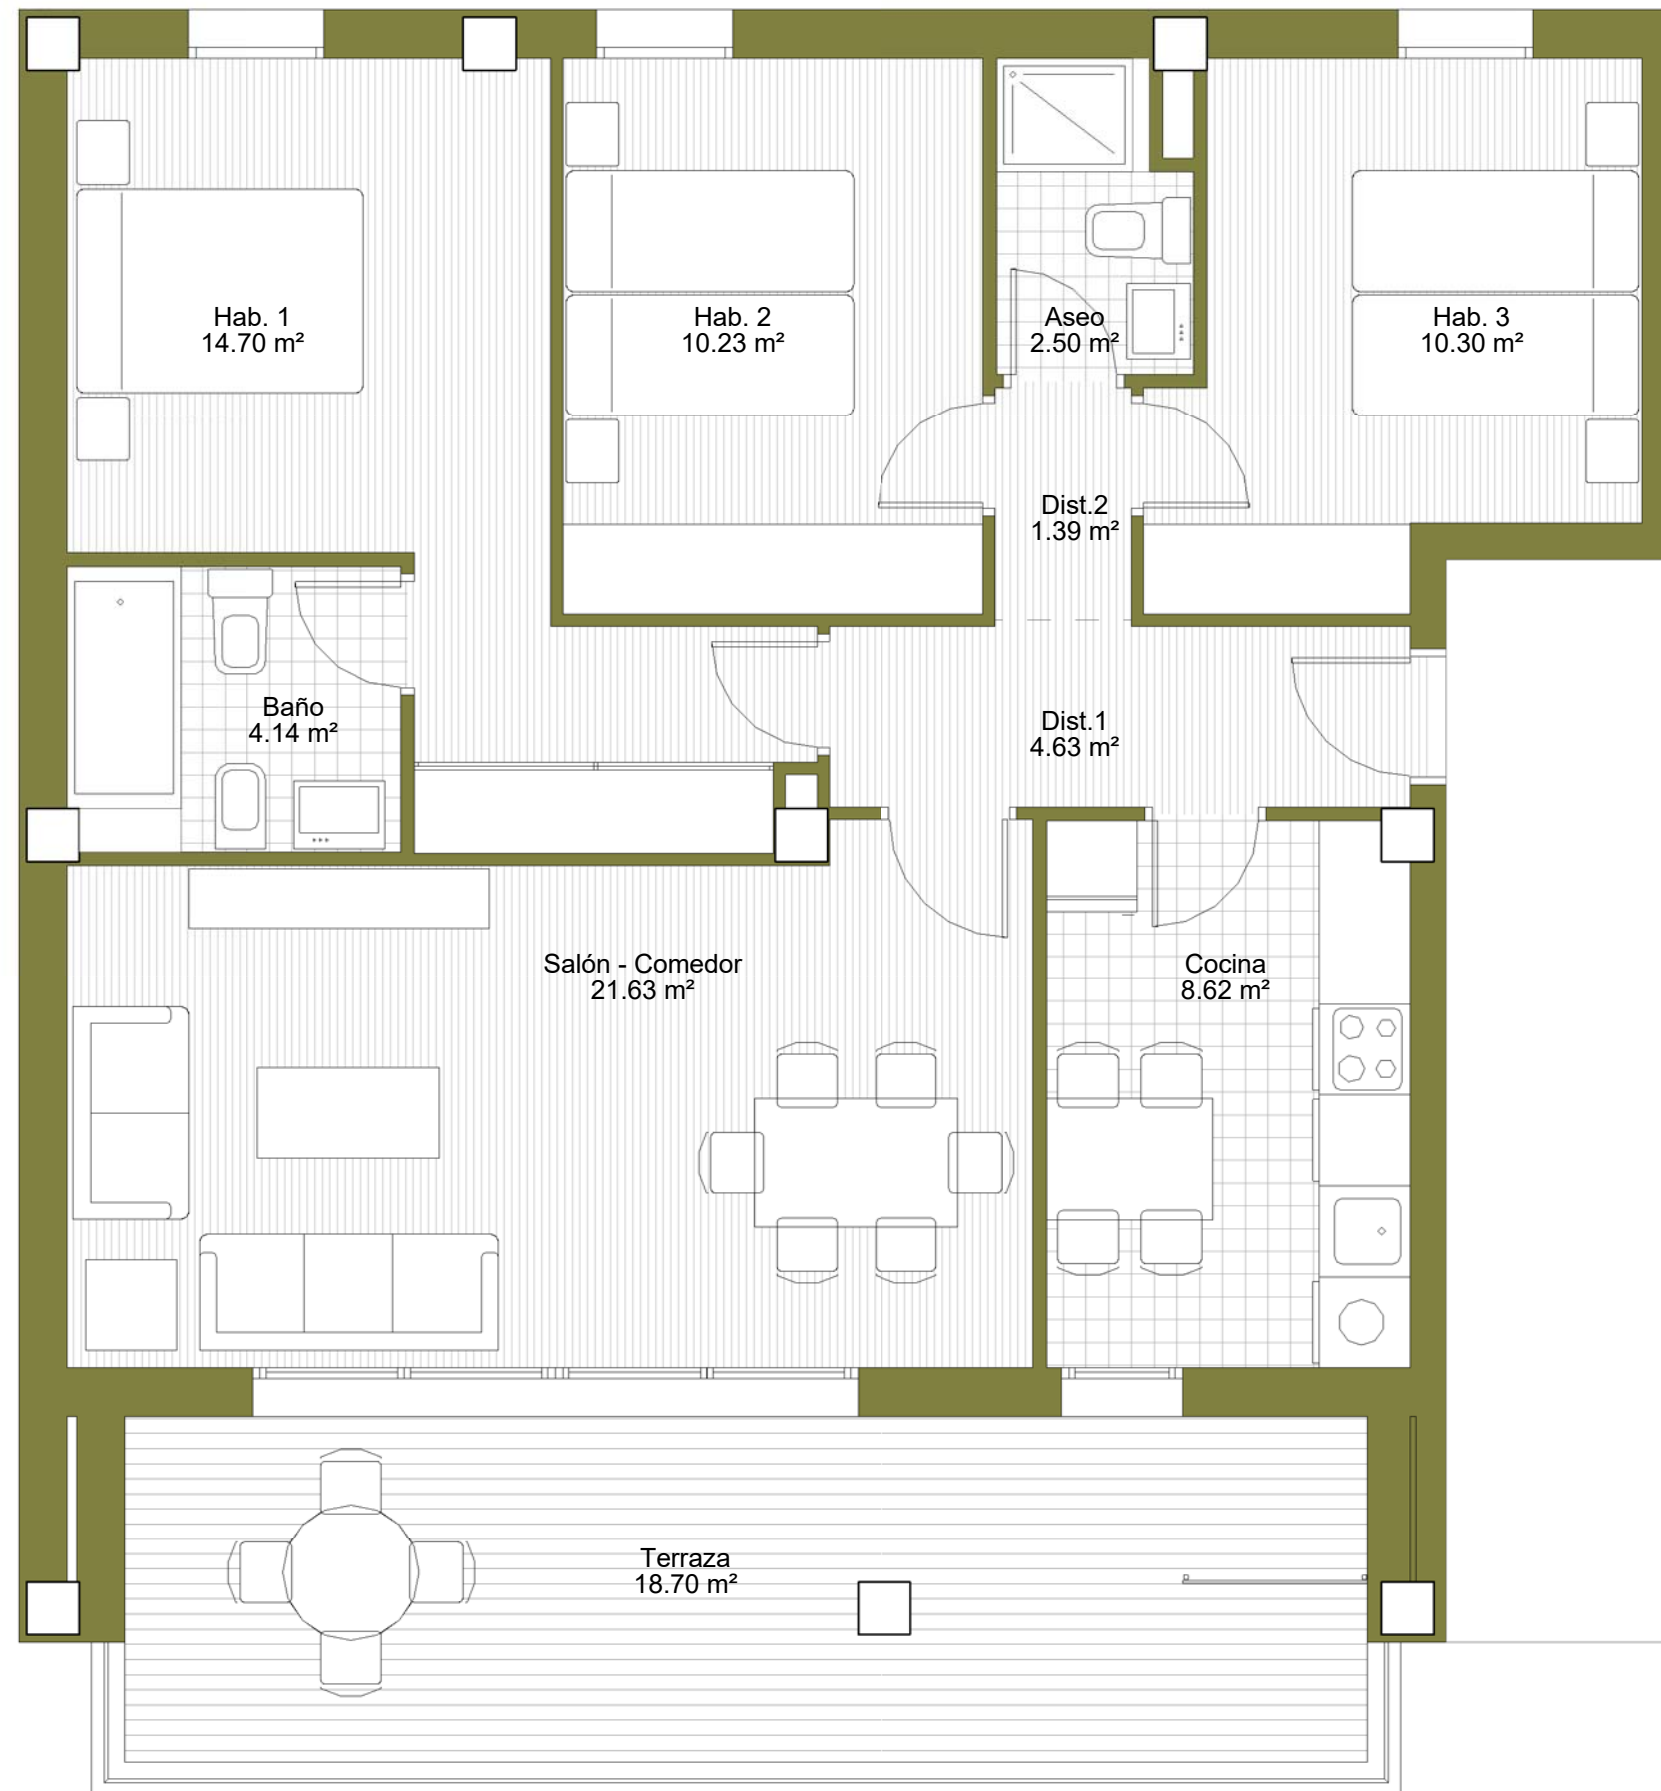 Hab. 1
14.70 m²
Hab. 2
10.23 m²
Aseo
2.50 m²
Hab. 3
10.30 m²
Dist.2
1.39 m²
Baño
4.14 m²
Dist.1
4.63 m²
Salón - Comedor
21.63 m²
Cocina
8.62 m²
Terraza
18.70 m²